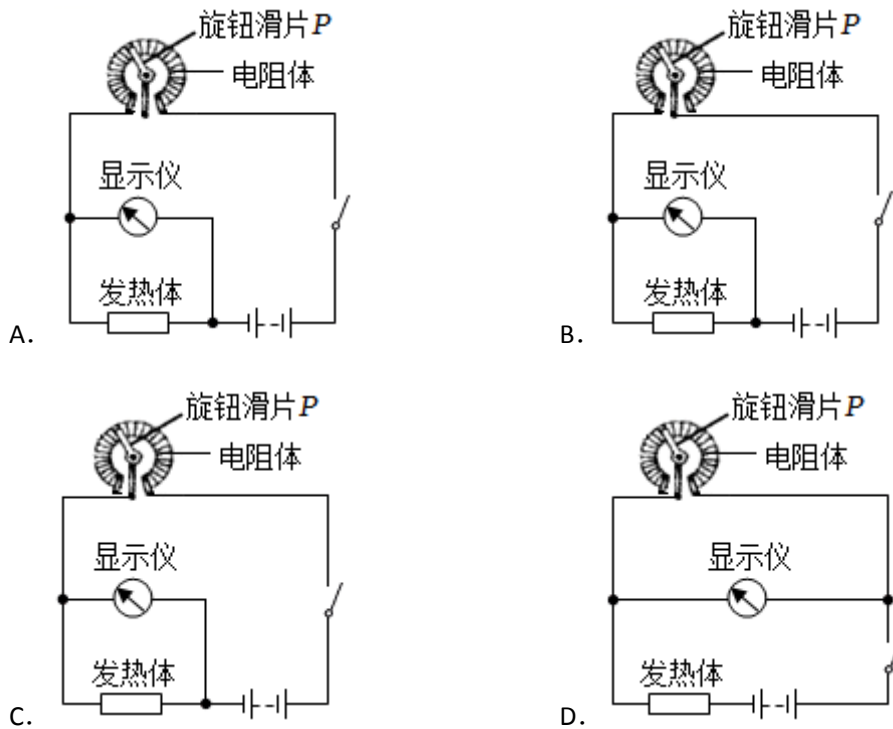 旋钮滑片P
电阻体
显示仪
发热体
A.
旋钮滑片P
电阻体
显示仪
发热体
B.
旋钮滑片P
电阻体
显示仪
发热体
C.
旋钮滑片P
电阻体
显示仪
发热体
D.